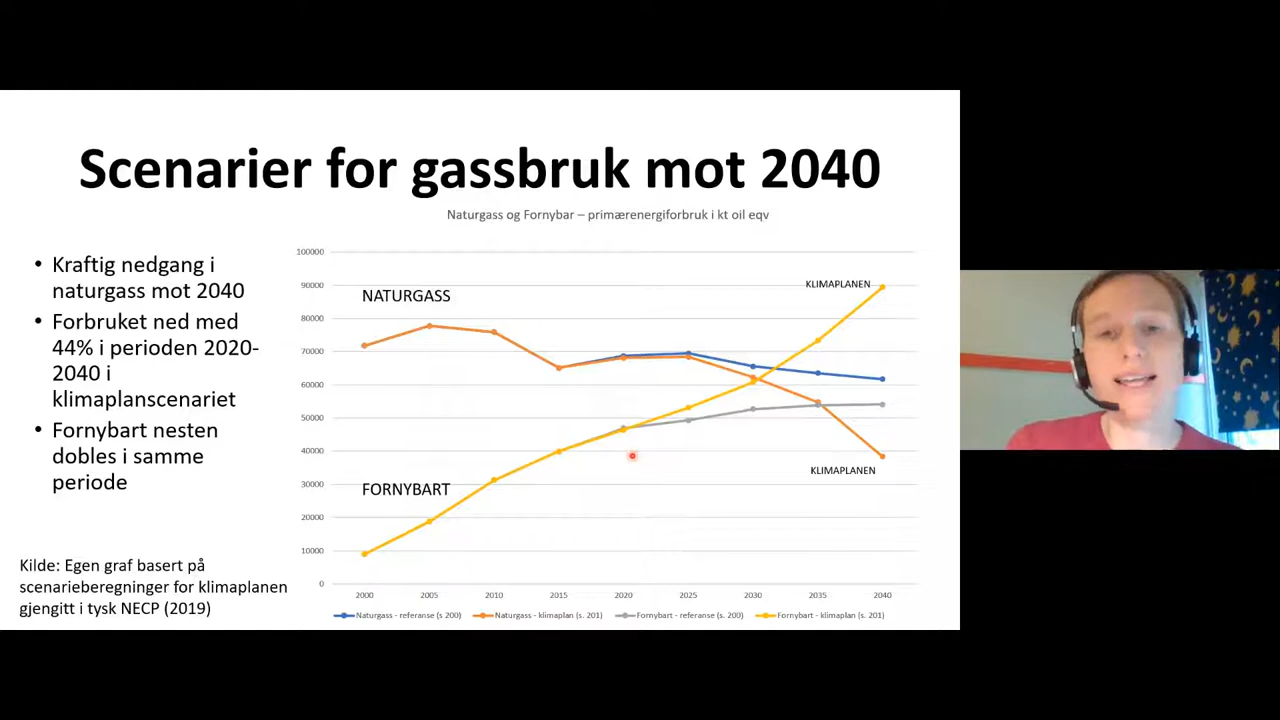 Scenarier for gassbruk mot 2040
Naturgass og Fornybar – primærenergiforbruk i kt oil eqv
• Kraftig nedgang i
naturgass mot 2040
• Forbruket ned med
44% i perioden 2020-
2040 i
klimaplanscenariet
• Fornybart nesten
dobles i samme
periode
Kilde: Egen graf basert på
scenarieberegninger for klimaplanen
gjengitt i tysk NECP (2019)
100000
90000
80000
70000
60000
50000
40000
30000
20000
10000
0
NATURGASS
KLIMAPLANEN
FORNYBART
KLIMAPLANEN
2000 2005 2010 2015 2020 2025 2030 2035 2040
Naturgass - referanse (s 200) Naturgass - klimaplan (s. 201) Fornybart - referanse (s. 200) Fornybart - klimaplan (s. 201)